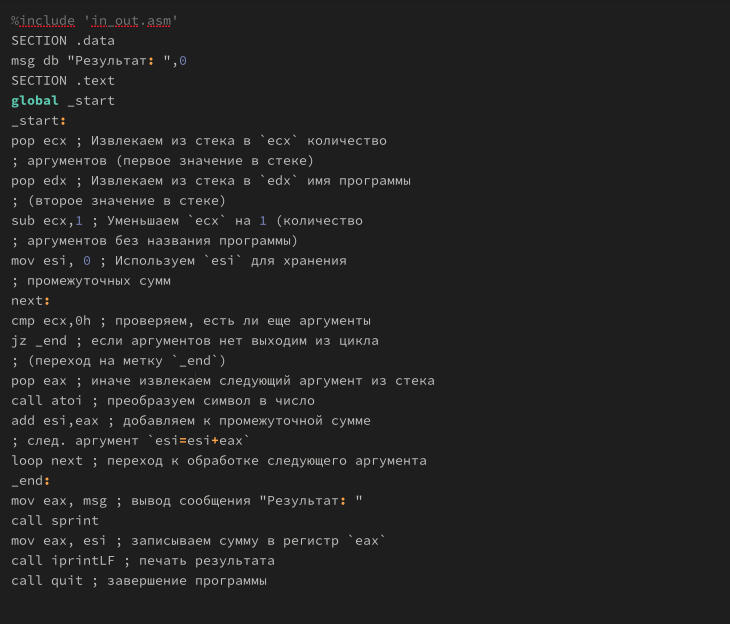 %include 'in_out.asm'
SECTION .data
msg db "Результат: ",0
SECTION .text
global _start
_start:
pop ecx ; Извлекаем из стека в `ecx` количество
; аргументов (первое значение в стеке)
pop edx ; Извлекаем из стека в `edx` имя программы
; (второе значение в стеке)
sub ecx,1 ; Уменьшаем `ecx` на 1 (количество
; аргументов без названия программы)
mov esi, 0 ; Используем `esi` для хранения
; промежуточных сумм
next:
cmp ecx,0h ; проверяем, есть ли еще аргументы
jz _end ; если аргументов нет выходим из цикла
; (переход на метку `_end`)
pop eax ; иначе извлекаем следующий аргумент из стека
call atoi ; преобразуем символ в число
add esi,eax ; добавляем к промежуточной сумме
; след. аргумент `esi=esi+eax`
loop next ; переход к обработке следующего аргумента
_end:
mov eax, msg ; вывод сообщения "Результат: "
call sprint
mov eax, esi ; записываем сумму в регистр `eax`
call iprintLF ; печать результата
call quit ; завершение программы